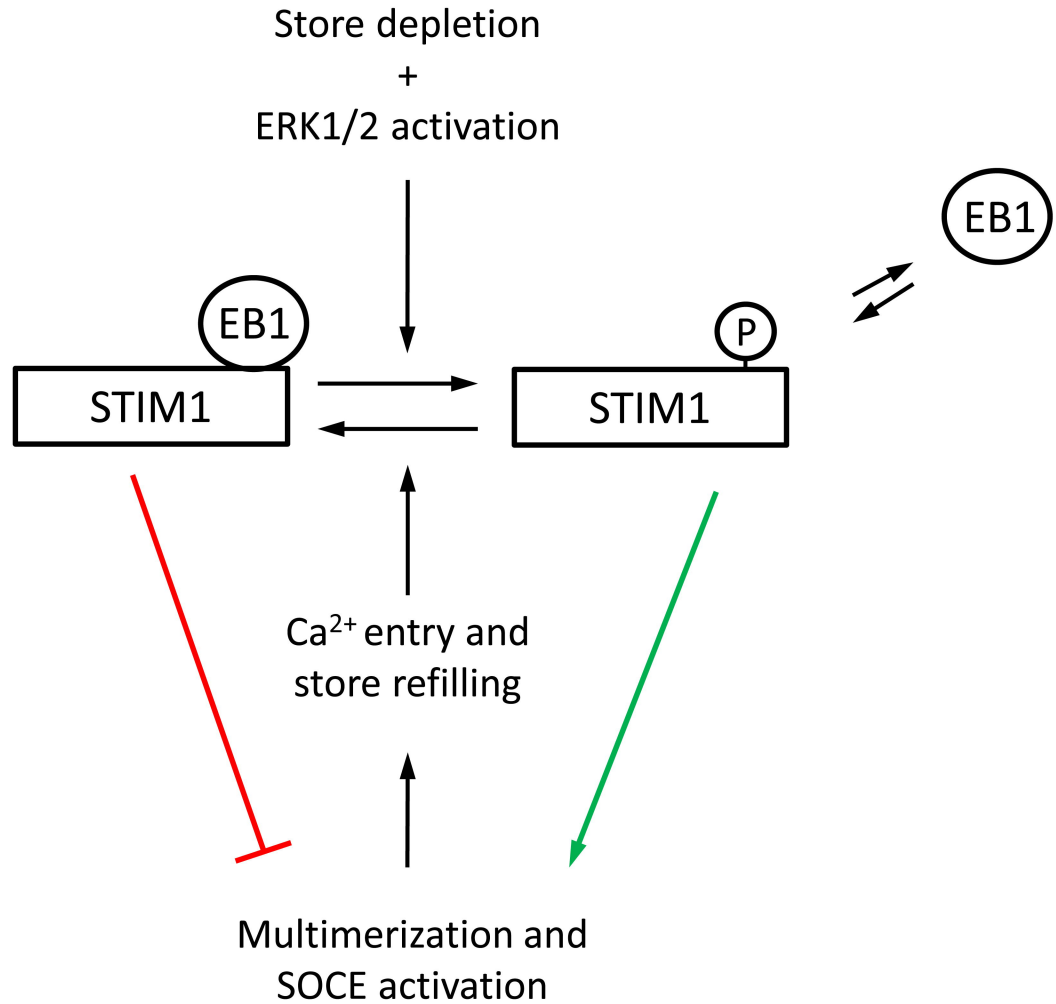 Store depletion
+
ERK1/2 activation
EB1
EB1
P
STIM1
STIM1
Ca²⁺ entry and
store refilling
Multimerization and
SOCE activation